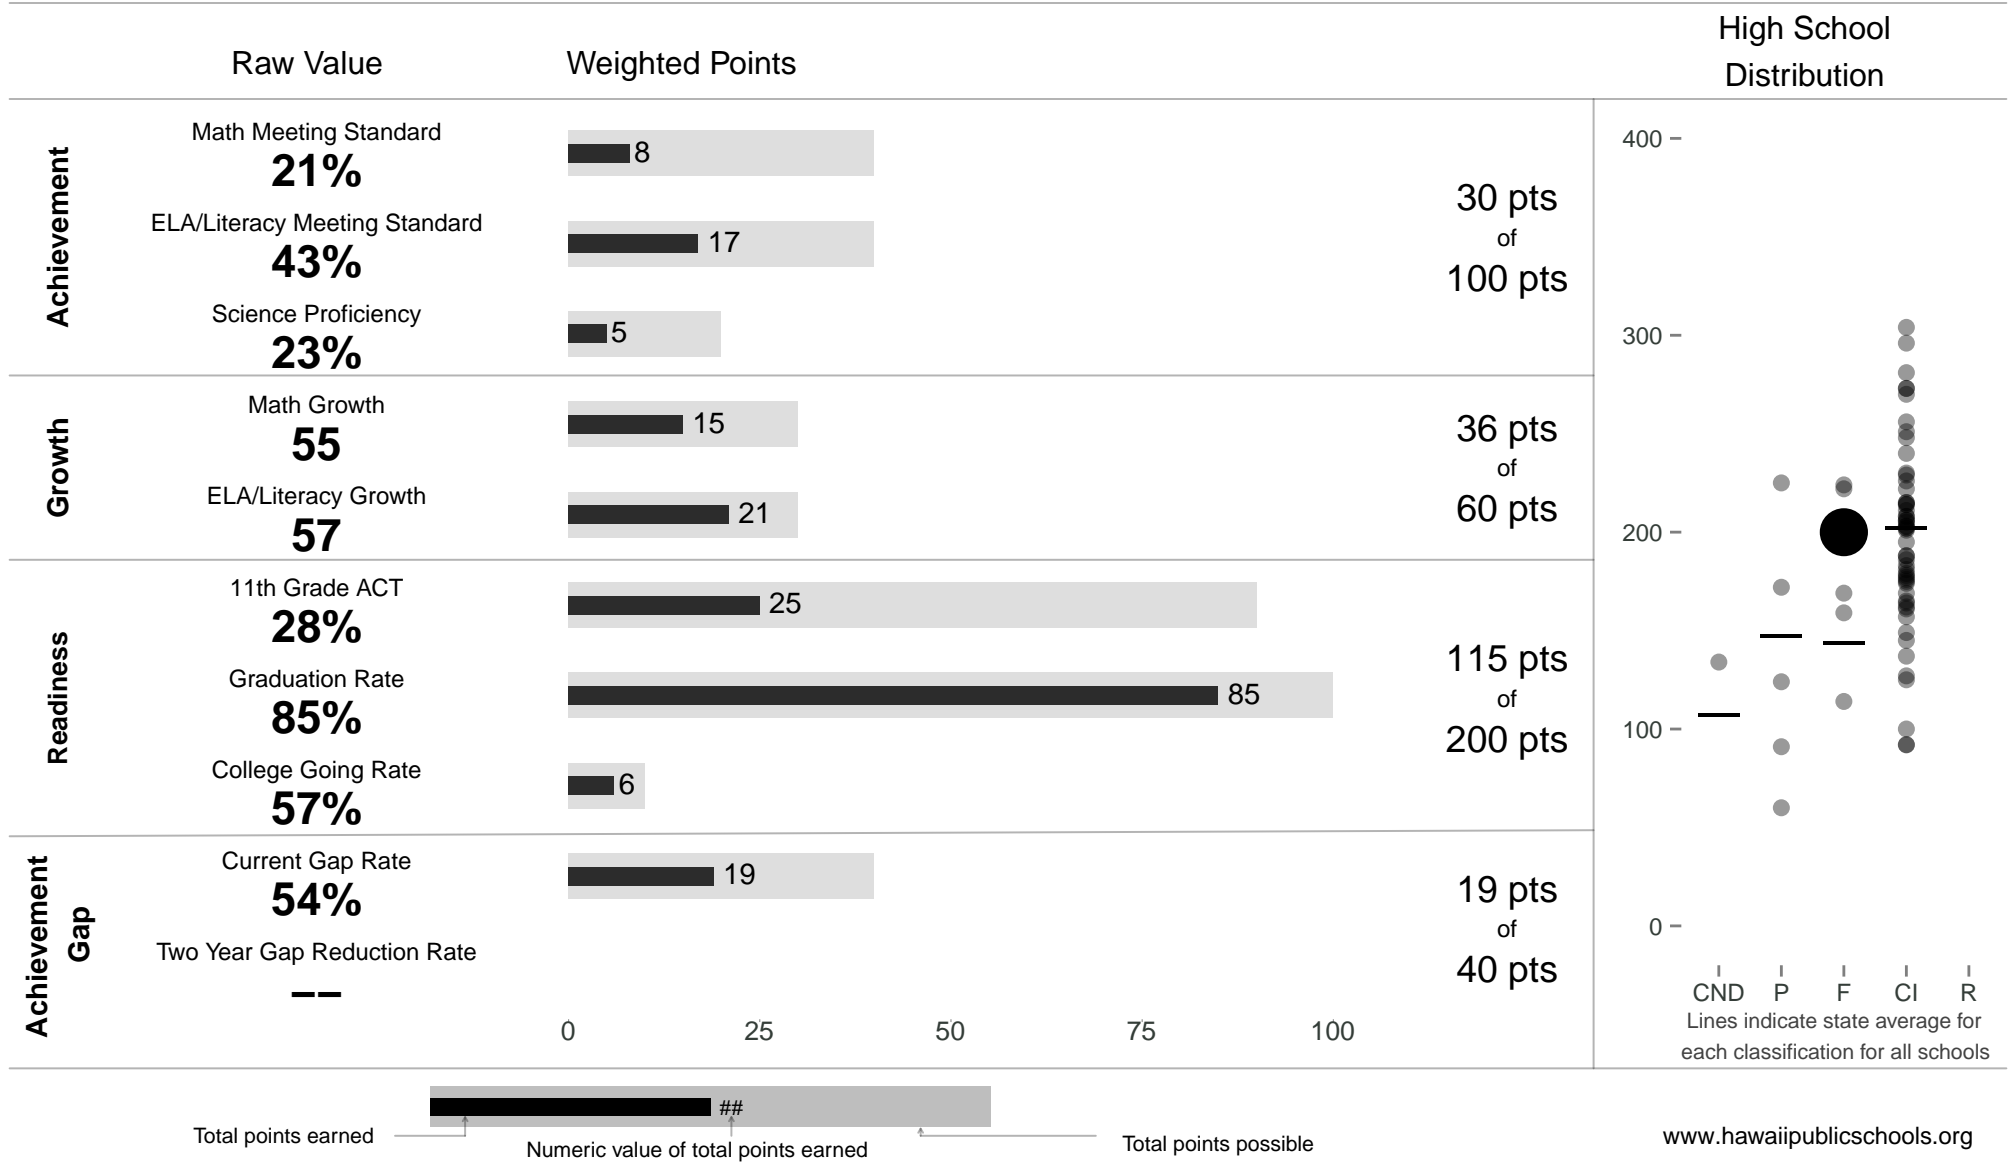 Raw Value
Weighted Points
High School
Distribution
Achievement
Math Meeting Standard
21%
8
ELA/Literacy Meeting Standard
43%
17
Science Proficiency
23%
5
30 pts
of
100 pts
Growth
Math Growth
55
15
ELA/Literacy Growth
57
21
36 pts
of
60 pts
Readiness
11th Grade ACT
28%
25
Graduation Rate
85%
85
College Going Rate
57%
6
115 pts
of
200 pts
Achievement
Gap
Current Gap Rate
54%
19
Two Year Gap Reduction Rate
––
19 pts
of
40 pts
0 25 50 75 100
400
300
200
100
0
CND P F CI R
Lines indicate state average for
each classification for all schools
##
Total points earned
Numeric value of total points earned
Total points possible
www.hawaiipublicschools.org